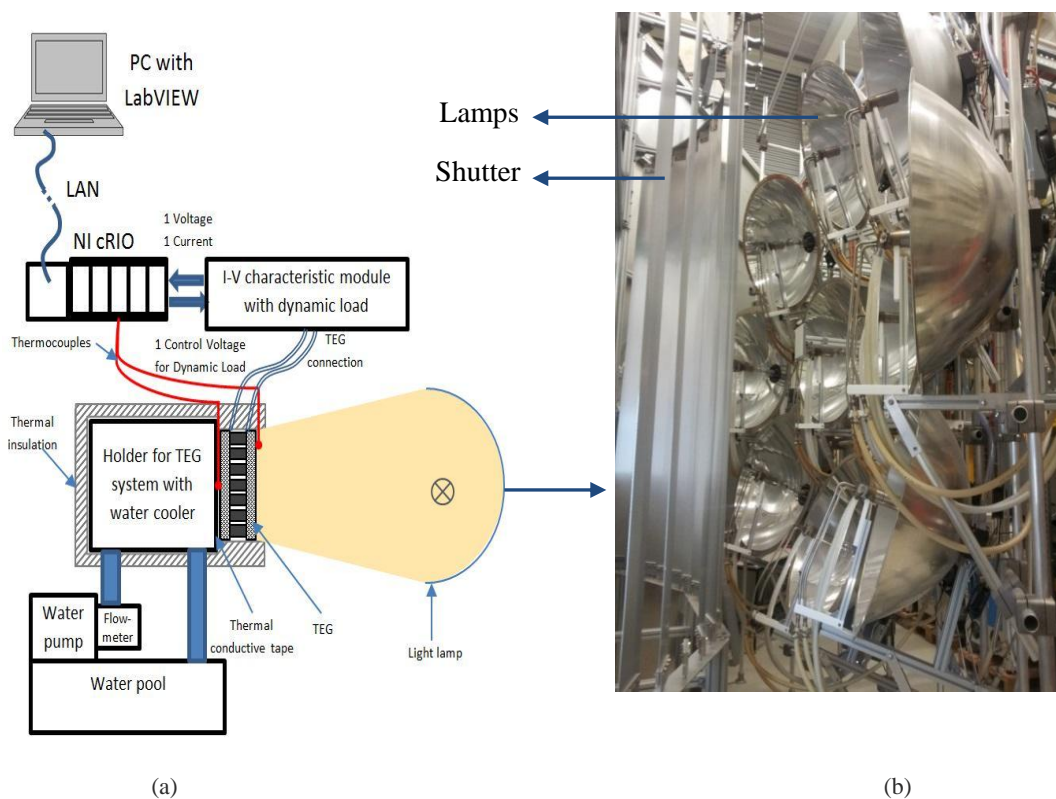 PC with
LabVIEW
LAN
NI cRIO
1 Voltage
1 Current
I-V characteristic module
with dynamic load
Thermocouples
1 Control Voltage
for Dynamic Load
TEG
connection
Thermal
insulation
Holder for TEG
system with
water cooler
Water
pump
Flow-
meter
Thermal
conductive tape
TEG
Light lamp
Water pool
(a)
Lamps
Shutter
(b)